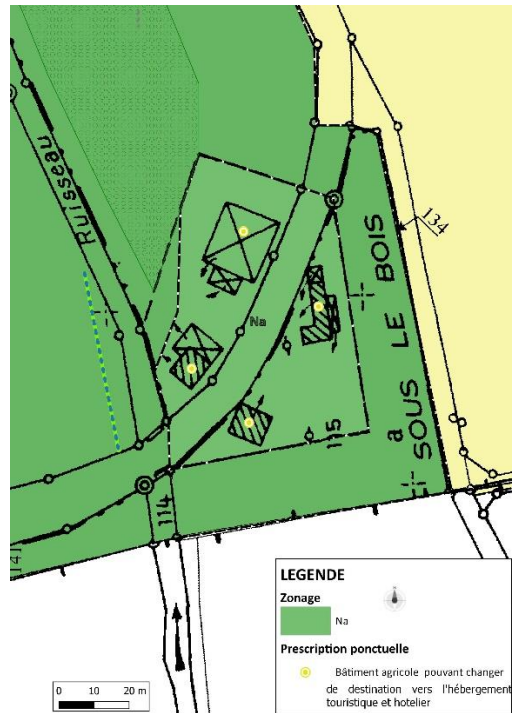 Ruisseau
134
SOUS LE BOIS
a
Na
115
114
141
LEGENDE
Zonage
Na
Prescription ponctuelle
Bâtiment agricole pouvant changer
de destination vers l'hébergement
touristique et hotelier
0 10 20 m